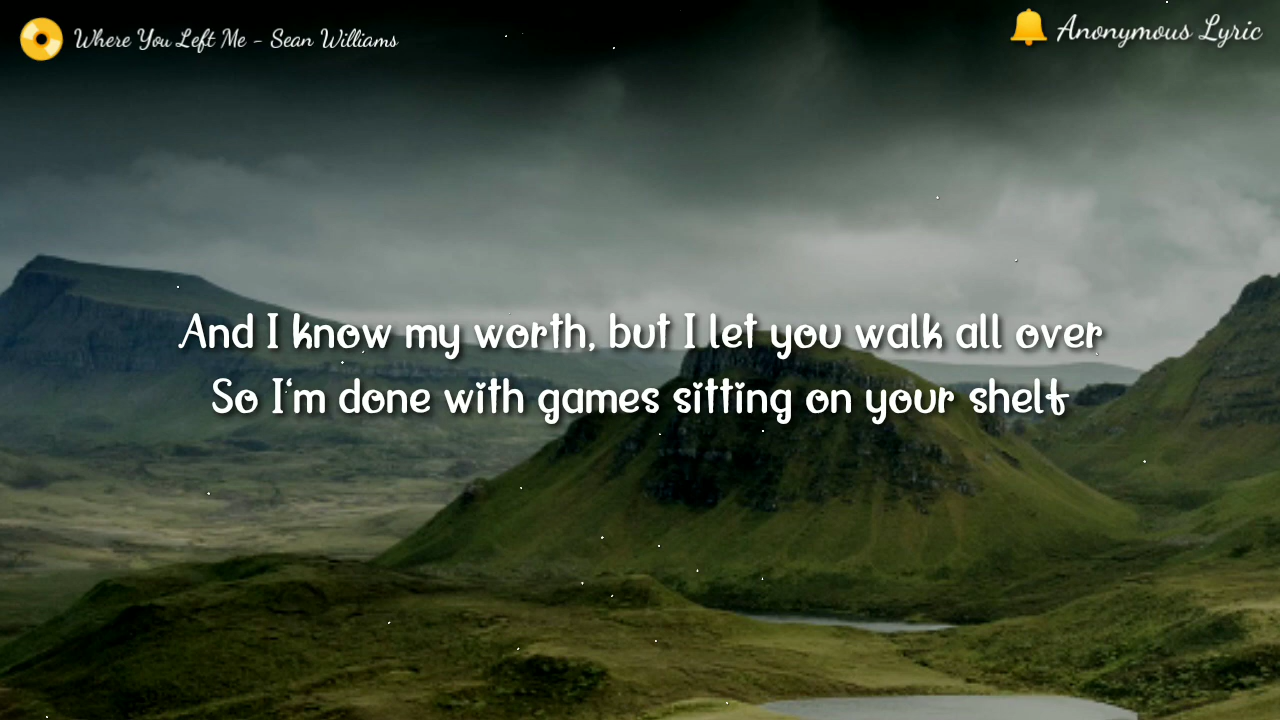 Where You Left Me - Sean Williams
Anonymous Lyric
And I know my worth, but I let you walk all over
So I'm done with games sitting on your shelf